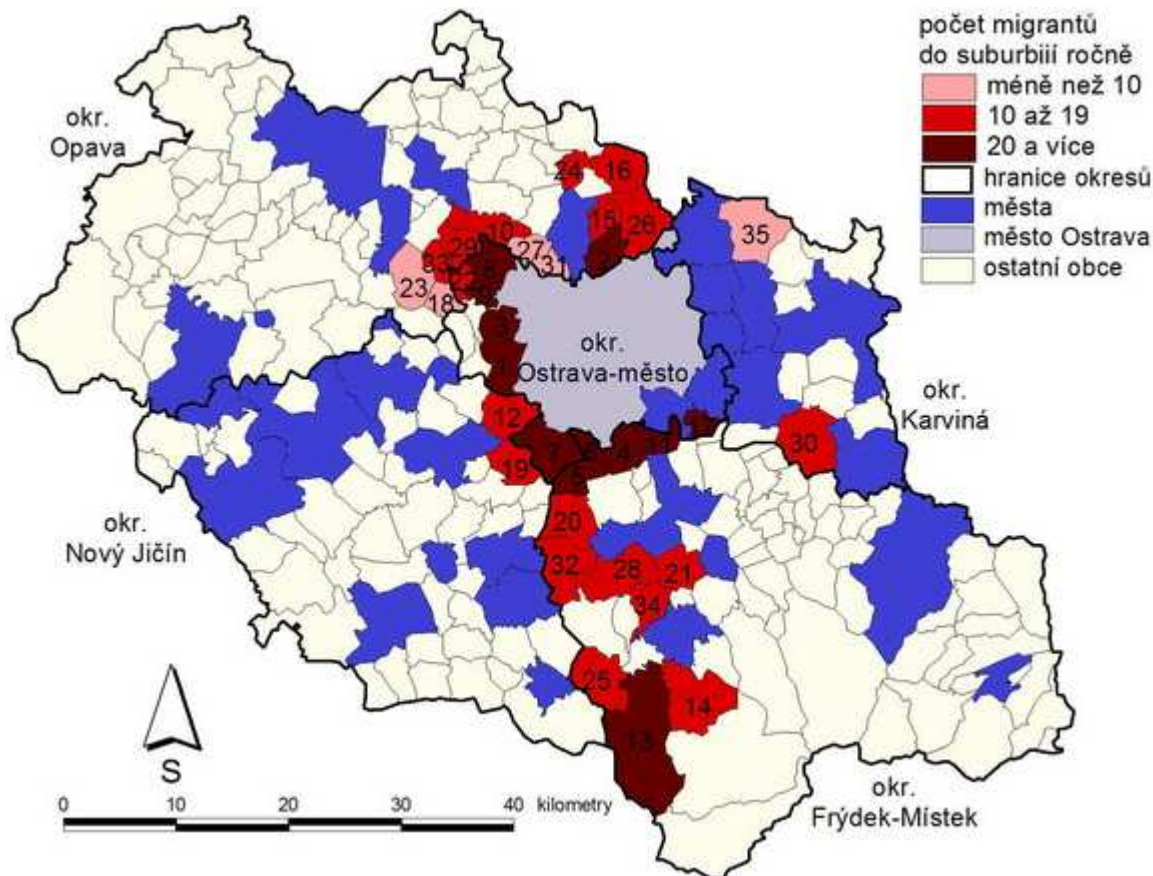 počet migrantů
do suburbiií ročně
méně než 10
10 až 19
20 a více
hranice okresů
města
město Ostrava
ostatní obce
okr.
Opava
24
16
15
26
35
10
29
27
31
33
23
18
okr.
Ostrava-město
okr.
Karviná
12
7
4
30
19
okr.
Nový Jičín
20
32
28
21
34
25
14
13
S
0 10 20 30 40 kilometry
okr.
Frýdek-Místek